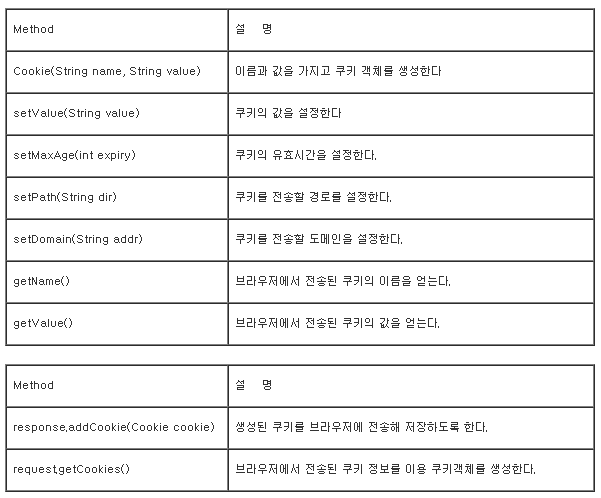 Method 설 명
Cookie(String name, String value) 이름과 값을 가지고 쿠키 객체를 생성한다
setValue(String value) 쿠키의 값을 설정한다
setMaxAge(int expiry) 쿠키의 유효시간을 설정한다.
setPath(String dir) 쿠키를 전송할 경로를 설정한다.
setDomain(String addr) 쿠키를 전송할 도메인을 설정한다.
getName() 브라우저에서 전송된 쿠키의 이름을 얻는다.
getValue() 브라우저에서 전송된 쿠키의 값을 얻는다.
Method 설 명
response.addCookie(Cookie cookie) 생성된 쿠키를 브라우저에 전송해 저장하도록 한다.
request.getCookies() 브라우저에서 전송된 쿠키 정보를 이용 쿠키객체를 생성한다.